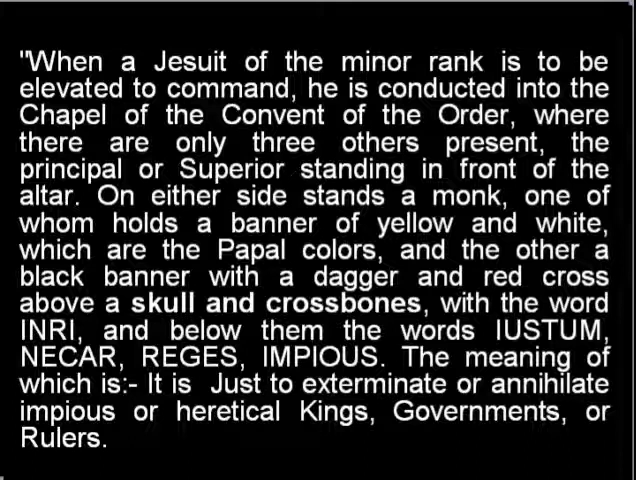 "When a Jesuit of the minor rank is to be
elevated to command, he is conducted into the
Chapel of the Convent of the Order, where
there are only three others present, the
principal or Superior standing in front of the
altar. On either side stands a monk, one of
whom holds a banner of yellow and white,
which are the Papal colors, and the other a
black banner with a dagger and red cross
above a skull and crossbones, with the word
INRI, and below them the words IUSTUM,
NECAR, REGES, IMPIOUS. The meaning of
which is:- It is Just to exterminate or annihilate
impious or heretical Kings, Governments, or
Rulers.